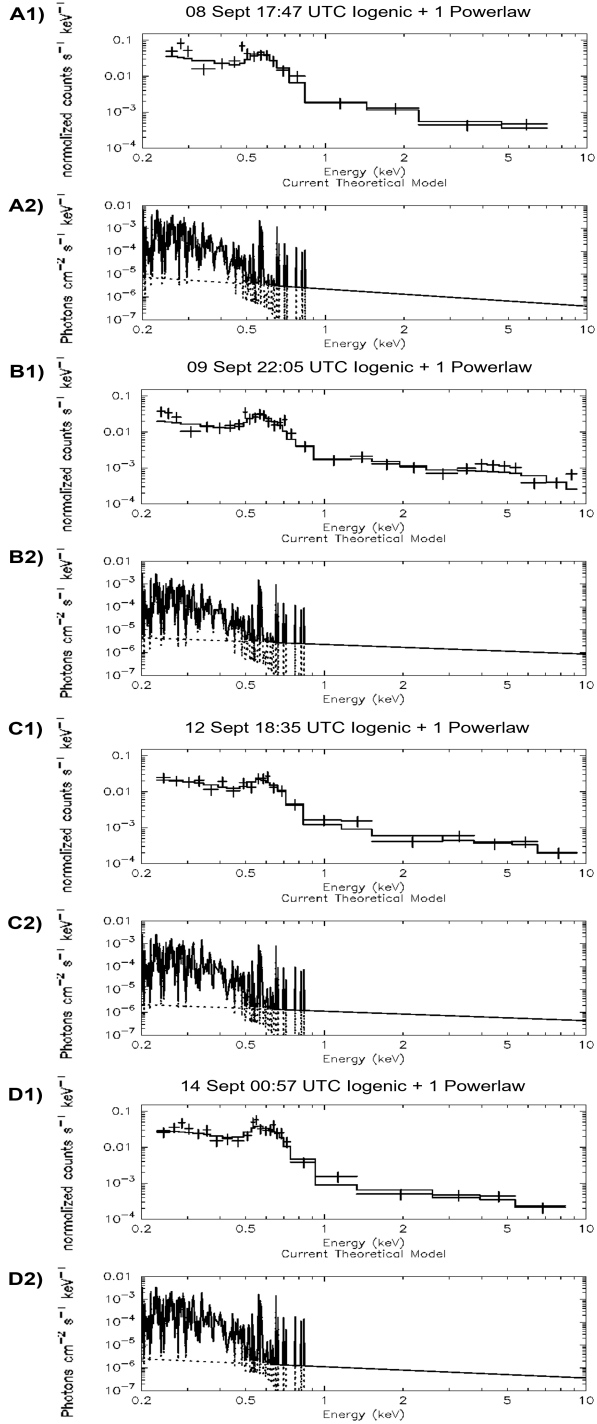 A1)
08 Sept 17:47 UTC Iogenic + 1 Powerlaw
normalized counts s⁻¹ keV⁻¹
0.1
0.01
10⁻³
10⁻⁴
0.2 0.5 1 2 5 10
Energy (keV)
Current Theoretical Model
A2)
Photons cm⁻² s⁻¹ keV⁻¹
0.01
10⁻³
10⁻⁴
10⁻⁵
10⁻⁶
10⁻⁷
0.2 0.5 1 2 5 10
Energy (keV)
B1)
09 Sept 22:05 UTC Iogenic + 1 Powerlaw
normalized counts s⁻¹ keV⁻¹
0.1
0.01
10⁻³
10⁻⁴
0.2 0.5 1 2 5 10
Energy (keV)
Current Theoretical Model
B2)
Photons cm⁻² s⁻¹ keV⁻¹
0.01
10⁻³
10⁻⁴
10⁻⁵
10⁻⁶
10⁻⁷
0.2 0.5 1 2 5 10
Energy (keV)
C1)
12 Sept 18:35 UTC Iogenic + 1 Powerlaw
normalized counts s⁻¹ keV⁻¹
0.1
0.01
10⁻³
10⁻⁴
0.2 0.5 1 2 5 10
Energy (keV)
Current Theoretical Model
C2)
Photons cm⁻² s⁻¹ keV⁻¹
0.01
10⁻³
10⁻⁴
10⁻⁵
10⁻⁶
10⁻⁷
0.2 0.5 1 2 5 10
Energy (keV)
D1)
14 Sept 00:57 UTC Iogenic + 1 Powerlaw
normalized counts s⁻¹ keV⁻¹
0.1
0.01
10⁻³
10⁻⁴
0.2 0.5 1 2 5 10
Energy (keV)
Current Theoretical Model
D2)
Photons cm⁻² s⁻¹ keV⁻¹
0.01
10⁻³
10⁻⁴
10⁻⁵
10⁻⁶
10⁻⁷
0.2 0.5 1 2 5 10
Energy (keV)